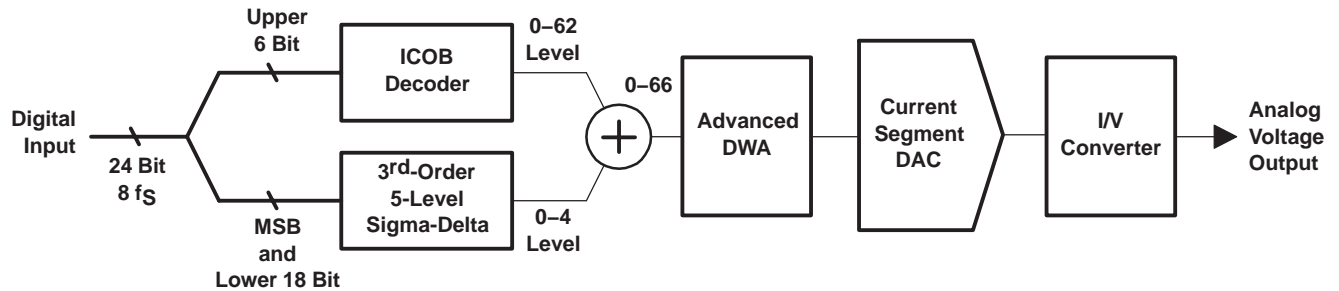 Digital
Input
24 Bit
8 fS
Upper
6 Bit
MSB
and
Lower 18 Bit
ICOB
Decoder
3rd-Order
5-Level
Sigma-Delta
0–62
Level
0–4
Level
0–66
+
Advanced
DWA
Current
Segment
DAC
I/V
Converter
Analog
Voltage
Output